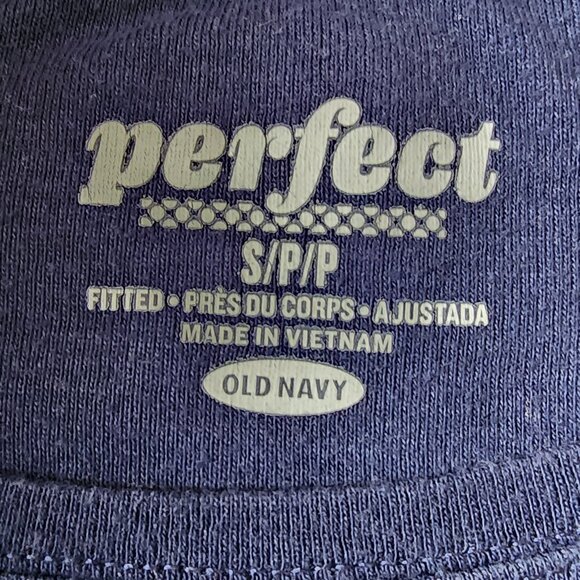 perfect
S/P/P
FITTED • PRÈS DU CORPS • AJUSTADA
MADE IN VIETNAM
OLD NAVY